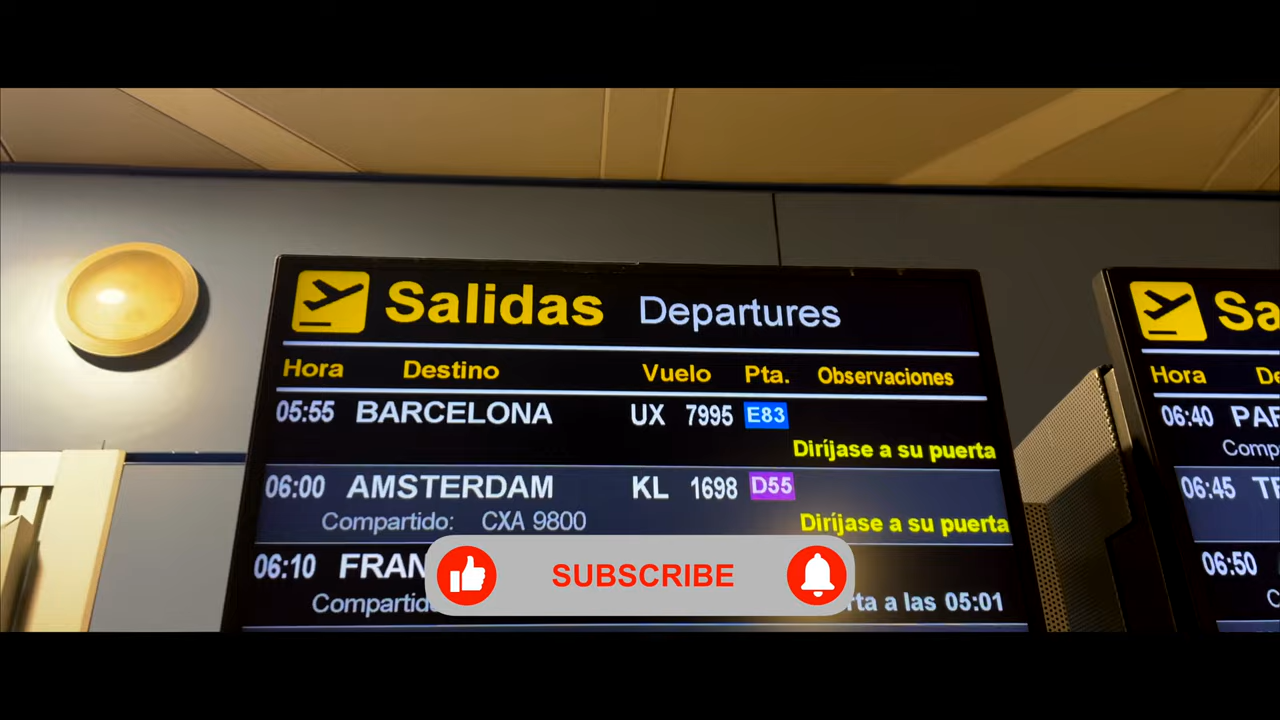 Salidas Departures
Hora Destino Vuelo Pta. Observaciones
05:55 BARCELONA UX 7995 E83
Diríjase a su puerta
06:00 AMSTERDAM KL 1698 D55
Compartido: CXA 9800
Diríjase a su puerta
06:10
a las 05:01
SUBSCRIBE
Hora
06:40
06:45
06:50